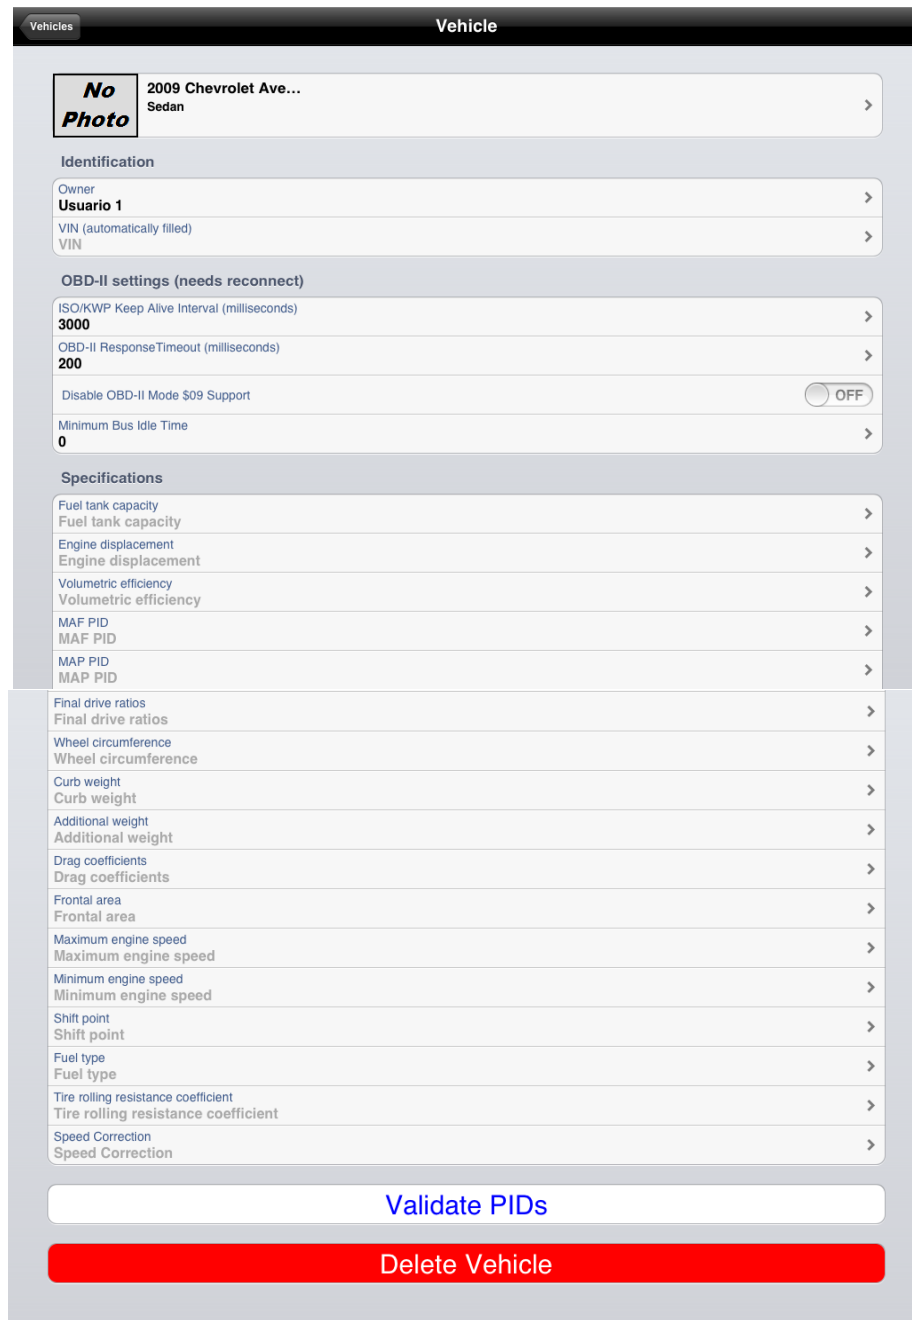 Vehicles
Vehicle
No
Photo
2009 Chevrolet Ave...
Sedan
Identification
Owner
Usuario 1
VIN (automatically filled)
VIN
OBD-II settings (needs reconnect)
ISO/KWP Keep Alive Interval (milliseconds)
3000
OBD-II ResponseTimeout (milliseconds)
200
Disable OBD-II Mode $09 Support
OFF
Minimum Bus Idle Time
0
Specifications
Fuel tank capacity
Fuel tank capacity
Engine displacement
Engine displacement
Volumetric efficiency
Volumetric efficiency
MAF PID
MAF PID
MAP PID
MAP PID
Final drive ratios
Final drive ratios
Wheel circumference
Wheel circumference
Curb weight
Curb weight
Additional weight
Additional weight
Drag coefficients
Drag coefficients
Frontal area
Frontal area
Maximum engine speed
Maximum engine speed
Minimum engine speed
Minimum engine speed
Shift point
Shift point
Fuel type
Fuel type
Tire rolling resistance coefficient
Tire rolling resistance coefficient
Speed Correction
Speed Correction
Validate PIDs
Delete Vehicle